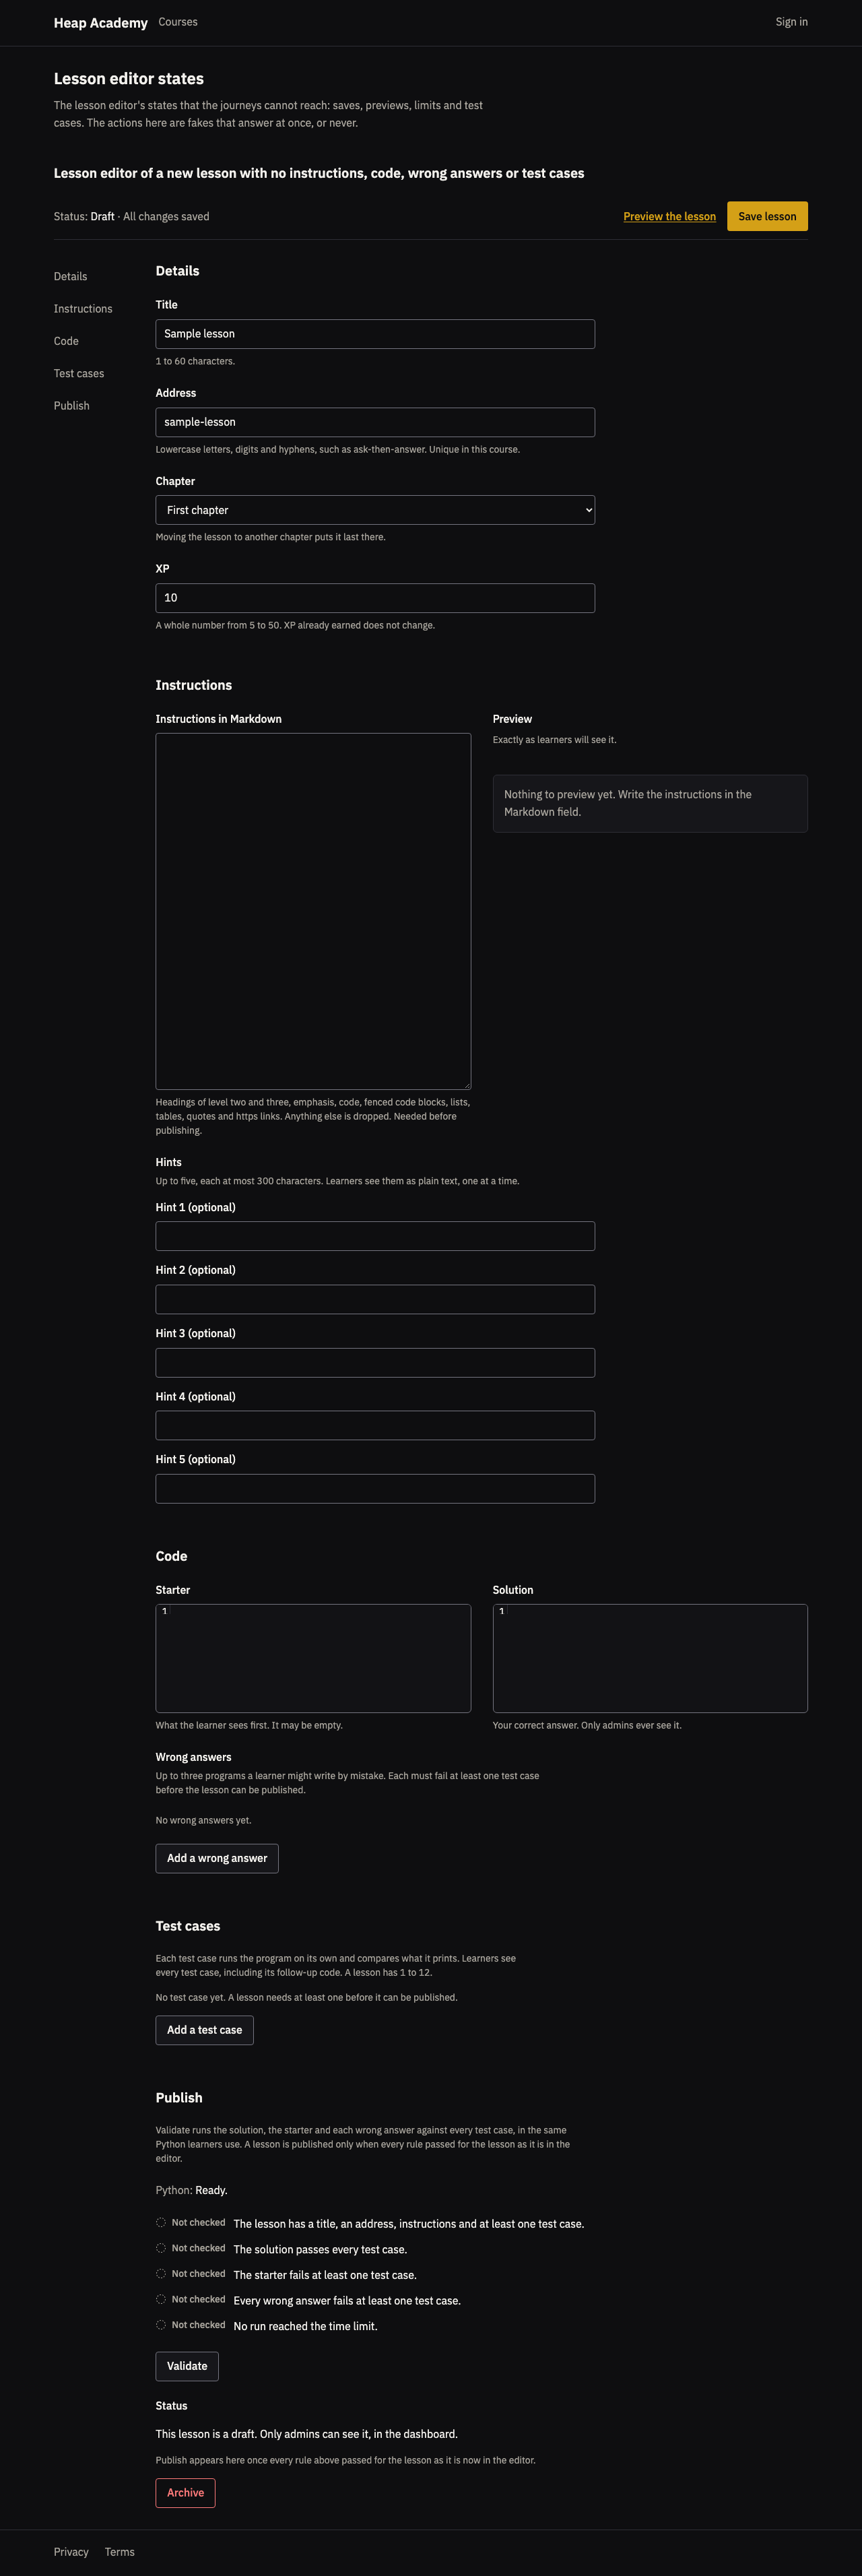 Heap Academy Courses Sign in
Lesson editor states
The lesson editor's states that the journeys cannot reach: saves, previews, limits and test
cases. The actions here are fakes that answer at once, or never.
Lesson editor of a new lesson with no instructions, code, wrong answers or test cases
Status: Draft · All changes saved Preview the lesson Save lesson
Details
Instructions
Code
Test cases
Publish
Details
Title
Sample lesson
1 to 60 characters.
Address
sample-lesson
Lowercase letters, digits and hyphens, such as ask-then-answer. Unique in this course.
Chapter
First chapter
Moving the lesson to another chapter puts it last there.
XP
10
A whole number from 5 to 50. XP already earned does not change.
Instructions
Instructions in Markdown
Headings of level two and three, emphasis, code, fenced code blocks, lists,
tables, quotes and https links. Anything else is dropped. Needed before
publishing.
Preview
Exactly as learners will see it.
Nothing to preview yet. Write the instructions in the
Markdown field.
Hints
Up to five, each at most 300 characters. Learners see them as plain text, one at a time.
Hint 1 (optional)
Hint 2 (optional)
Hint 3 (optional)
Hint 4 (optional)
Hint 5 (optional)
Code
Starter
1
What the learner sees first. It may be empty.
Solution
1
Your correct answer. Only admins ever see it.
Wrong answers
Up to three programs a learner might write by mistake. Each must fail at least one test case
before the lesson can be published.
No wrong answers yet.
Add a wrong answer
Test cases
Each test case runs the program on its own and compares what it prints. Learners see
every test case, including its follow-up code. A lesson has 1 to 12.
No test case yet. A lesson needs at least one before it can be published.
Add a test case
Publish
Validate runs the solution, the starter and each wrong answer against every test case, in the same
Python learners use. A lesson is published only when every rule passed for the lesson as it is in the
editor.
Python: Ready.
Not checked The lesson has a title, an address, instructions and at least one test case.
Not checked The solution passes every test case.
Not checked The starter fails at least one test case.
Not checked Every wrong answer fails at least one test case.
Not checked No run reached the time limit.
Validate
Status
This lesson is a draft. Only admins can see it, in the dashboard.
Publish appears here once every rule above passed for the lesson as it is now in the editor.
Archive
Privacy Terms